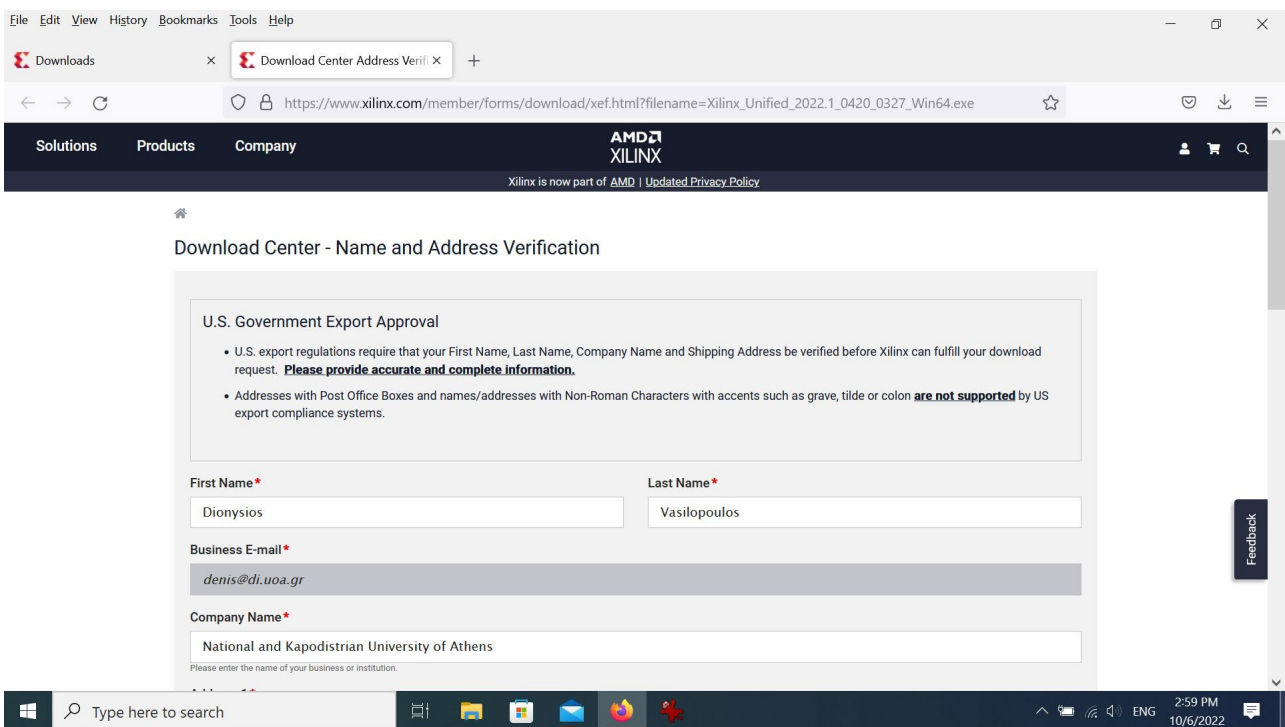 File Edit View History Bookmarks Tools Help
Downloads
Download Center Address Verifi
https://www.xilinx.com/member/forms/download/xef.html?filename=Xilinx_Unified_2022.1_0420_0327_Win64.exe
Solutions Products Company
AMD
XILINX
Xilinx is now part of AMD | Updated Privacy Policy
Download Center - Name and Address Verification
U.S. Government Export Approval
• U.S. export regulations require that your First Name, Last Name, Company Name and Shipping Address be verified before Xilinx can fulfill your download
request. Please provide accurate and complete information.
• Addresses with Post Office Boxes and names/addresses with Non-Roman Characters with accents such as grave, tilde or colon are not supported by US
export compliance systems.
First Name* Last Name*
Dionysios Vasilopoulos
Business E-mail*
denis@di.uoa.gr
Company Name*
National and Kapodistrian University of Athens
Please enter the name of your business or institution.
Feedback
Type here to search
ENG
2:59 PM
10/6/2022